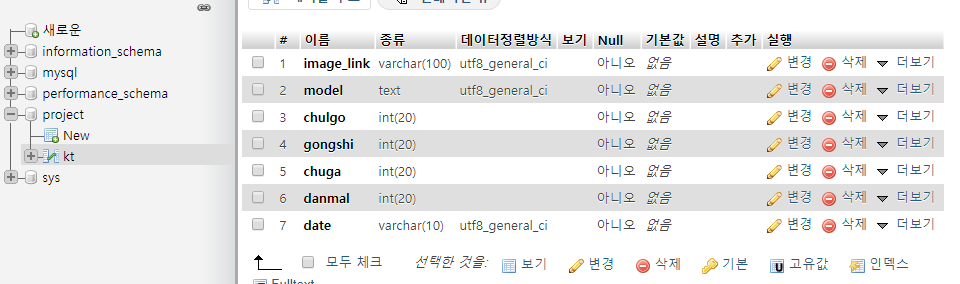 새로운
information_schema
mysql
performance_schema
project
New
kt
sys
# 이름 종류 데이터정렬방식 보기 Null 기본값 설명 추가 실행
1 image_link varchar(100) utf8_general_ci 아니오 없음 변경 삭제 더보기
2 model text utf8_general_ci 아니오 없음 변경 삭제 더보기
3 chulgo int(20) 아니오 없음 변경 삭제 더보기
4 gongshi int(20) 아니오 없음 변경 삭제 더보기
5 chuga int(20) 아니오 없음 변경 삭제 더보기
6 danmal int(20) 아니오 없음 변경 삭제 더보기
7 date varchar(10) utf8_general_ci 아니오 없음 변경 삭제 더보기
모두 체크 선택한 것을: 보기 변경 삭제 기본 고유값 인덱스
Fulltext